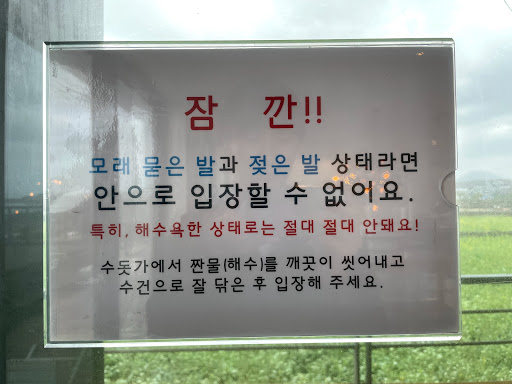 잠 깐!!
모래 묻은 발과 젖은 발 상태라면
안으로 입장할 수 없어요.
특히, 해수욕한 상태로는 절대 절대 안돼요!
수돗가에서 짠물(해수)를 깨끗이 씻어내고
수건으로 잘 닦은 후 입장해 주세요.